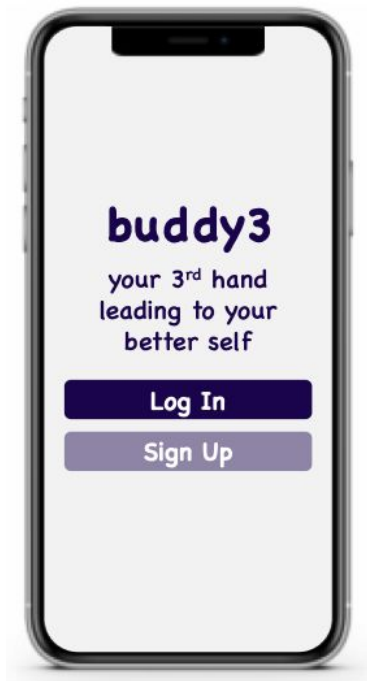 buddy3
your 3rd hand
leading to your
better self
Log In
Sign Up